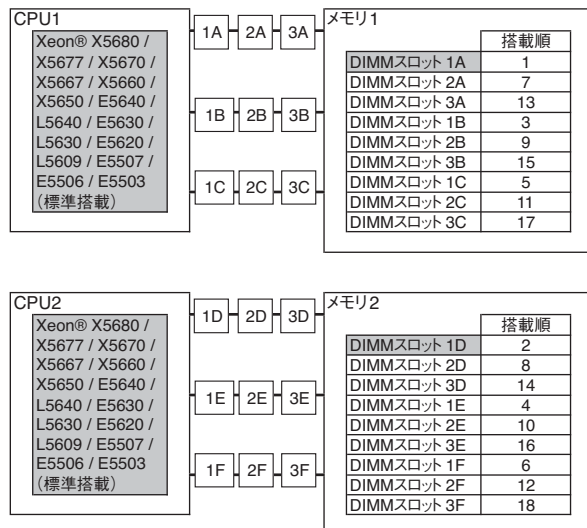 CPU1
Xeon® X5680 /
X5677 / X5670 /
X5667 / X5660 /
X5650 / E5640 /
L5640 / E5630 /
L5630 / E5620 /
L5609 / E5507 /
E5506 / E5503
(標準搭載)
1A 2A 3A
1B 2B 3B
1C 2C 3C
メモリ1
搭載順
DIMMスロット 1A 1
DIMMスロット 2A 7
DIMMスロット 3A 13
DIMMスロット 1B 3
DIMMスロット 2B 9
DIMMスロット 3B 15
DIMMスロット 1C 5
DIMMスロット 2C 11
DIMMスロット 3C 17
CPU2
Xeon® X5680 /
X5677 / X5670 /
X5667 / X5660 /
X5650 / E5640 /
L5640 / E5630 /
L5630 / E5620 /
L5609 / E5507 /
E5506 / E5503
(標準搭載)
1D 2D 3D
1E 2E 3E
1F 2F 3F
メモリ2
搭載順
DIMMスロット 1D 2
DIMMスロット 2D 8
DIMMスロット 3D 14
DIMMスロット 1E 4
DIMMスロット 2E 10
DIMMスロット 3E 16
DIMMスロット 1F 6
DIMMスロット 2F 12
DIMMスロット 3F 18